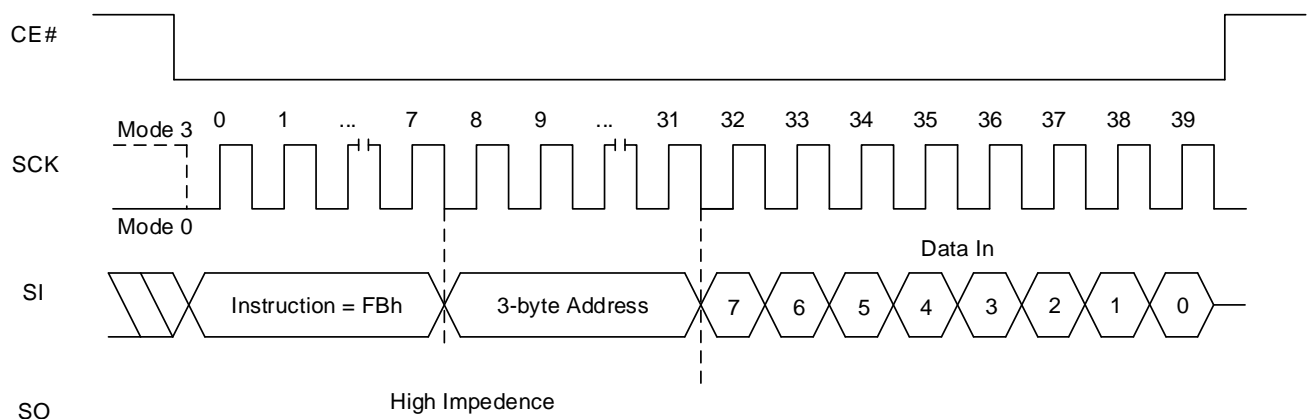 CE#
Mode 3 0 1 ... 7 8 9 ... 31 32 33 34 35 36 37 38 39
SCK
Mode 0
Data In
SI Instruction = FBh 3-byte Address 7 6 5 4 3 2 1 0
High Impedence
SO